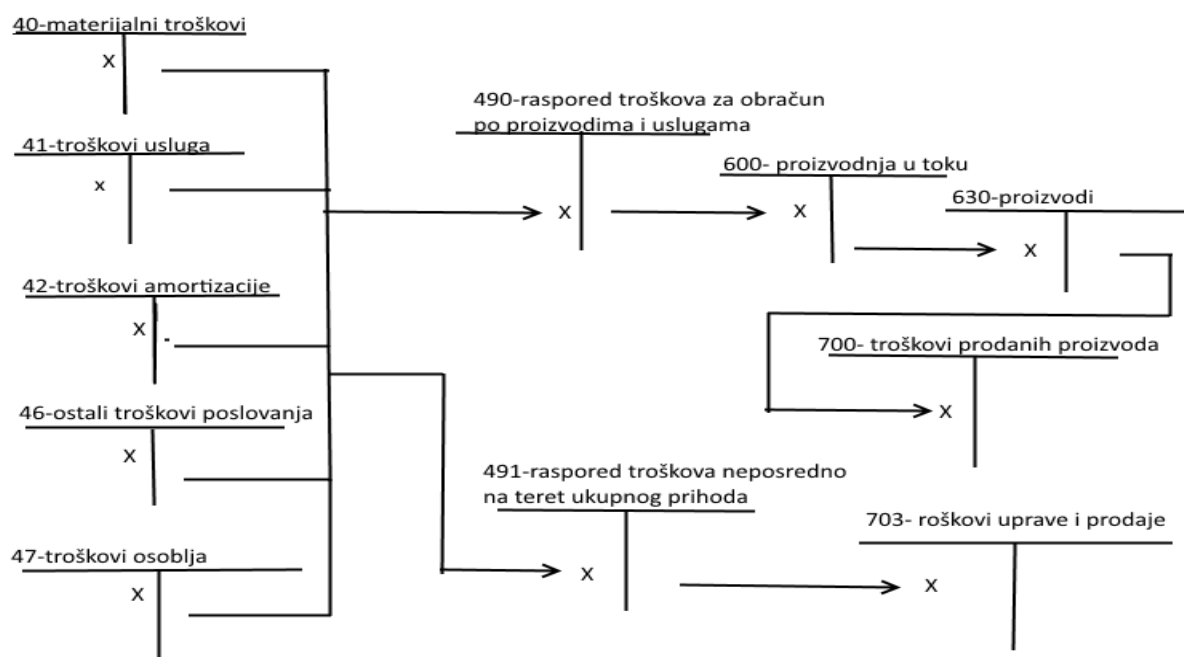 40-materijalni troškovi
X
41-troškovi usluga
x
42-troškovi amortizacije
X
46-ostali troškovi poslovanja
X
47-troškovi osoblja
X
490-raspored troškova za obračun
po proizvodima i uslugama
X
600- proizvodnja u toku
X
630-proizvodi
X
700- troškovi prodanih proizvoda
X
491-raspored troškova neposredno
na teret ukupnog prihoda
X
703- roškovi uprave i prodaje
X